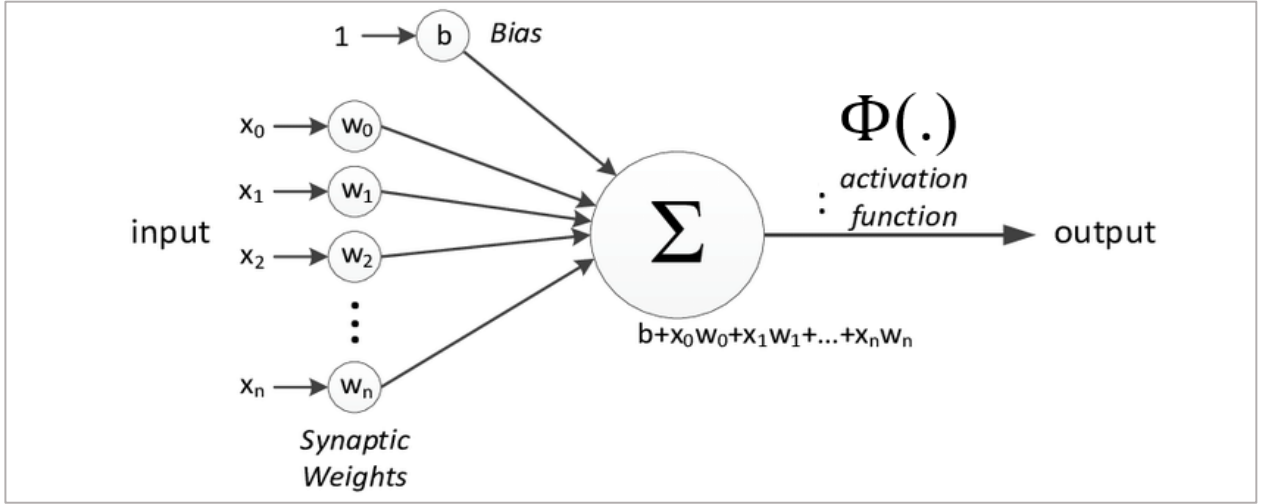 1 b Bias
x₀ w₀
x₁ w₁
input
x₂ w₂
xₙ wₙ
Synaptic
Weights
Σ
b+x₀w₀+x₁w₁+...+xₙwₙ
Φ(.)
activation
function
output